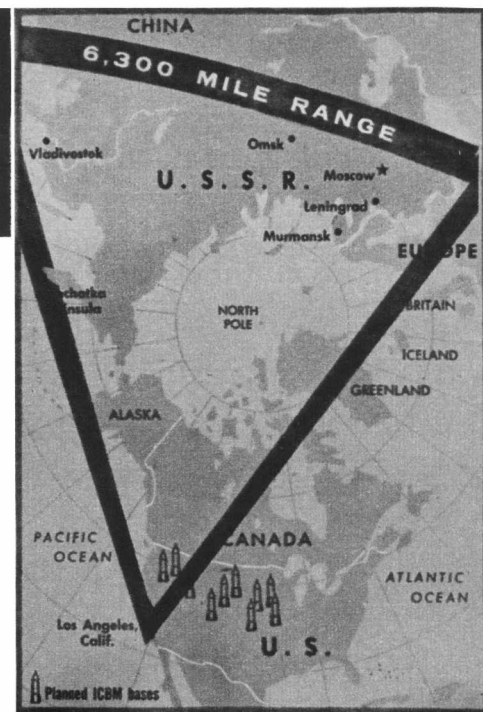 CHINA
6,300 MILE RANGE
Vladivostok
Omsk
U.S.S.R.
Moscow
Leningrad
Murmansk
EUROPE
NORTH
POLE
BRITAIN
ICELAND
GREENLAND
ALASKA
PACIFIC
OCEAN
CANADA
ATLANTIC
OCEAN
Los Angeles,
Calif.
U.S.
Planned ICBM bases